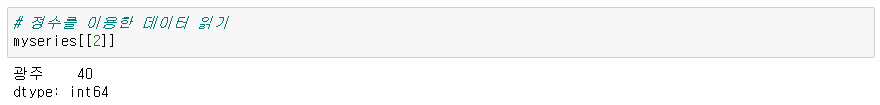 # 정수를 이용한 데이터 읽기
myseries[[2]]
광주    40
dtype: int64